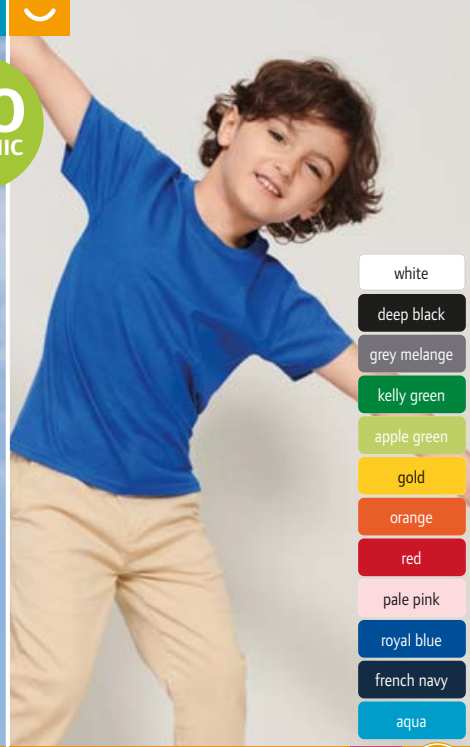 white
deep black
grey melange
kelly green
apple green
gold
orange
red
pale pink
royal blue
french navy
aqua